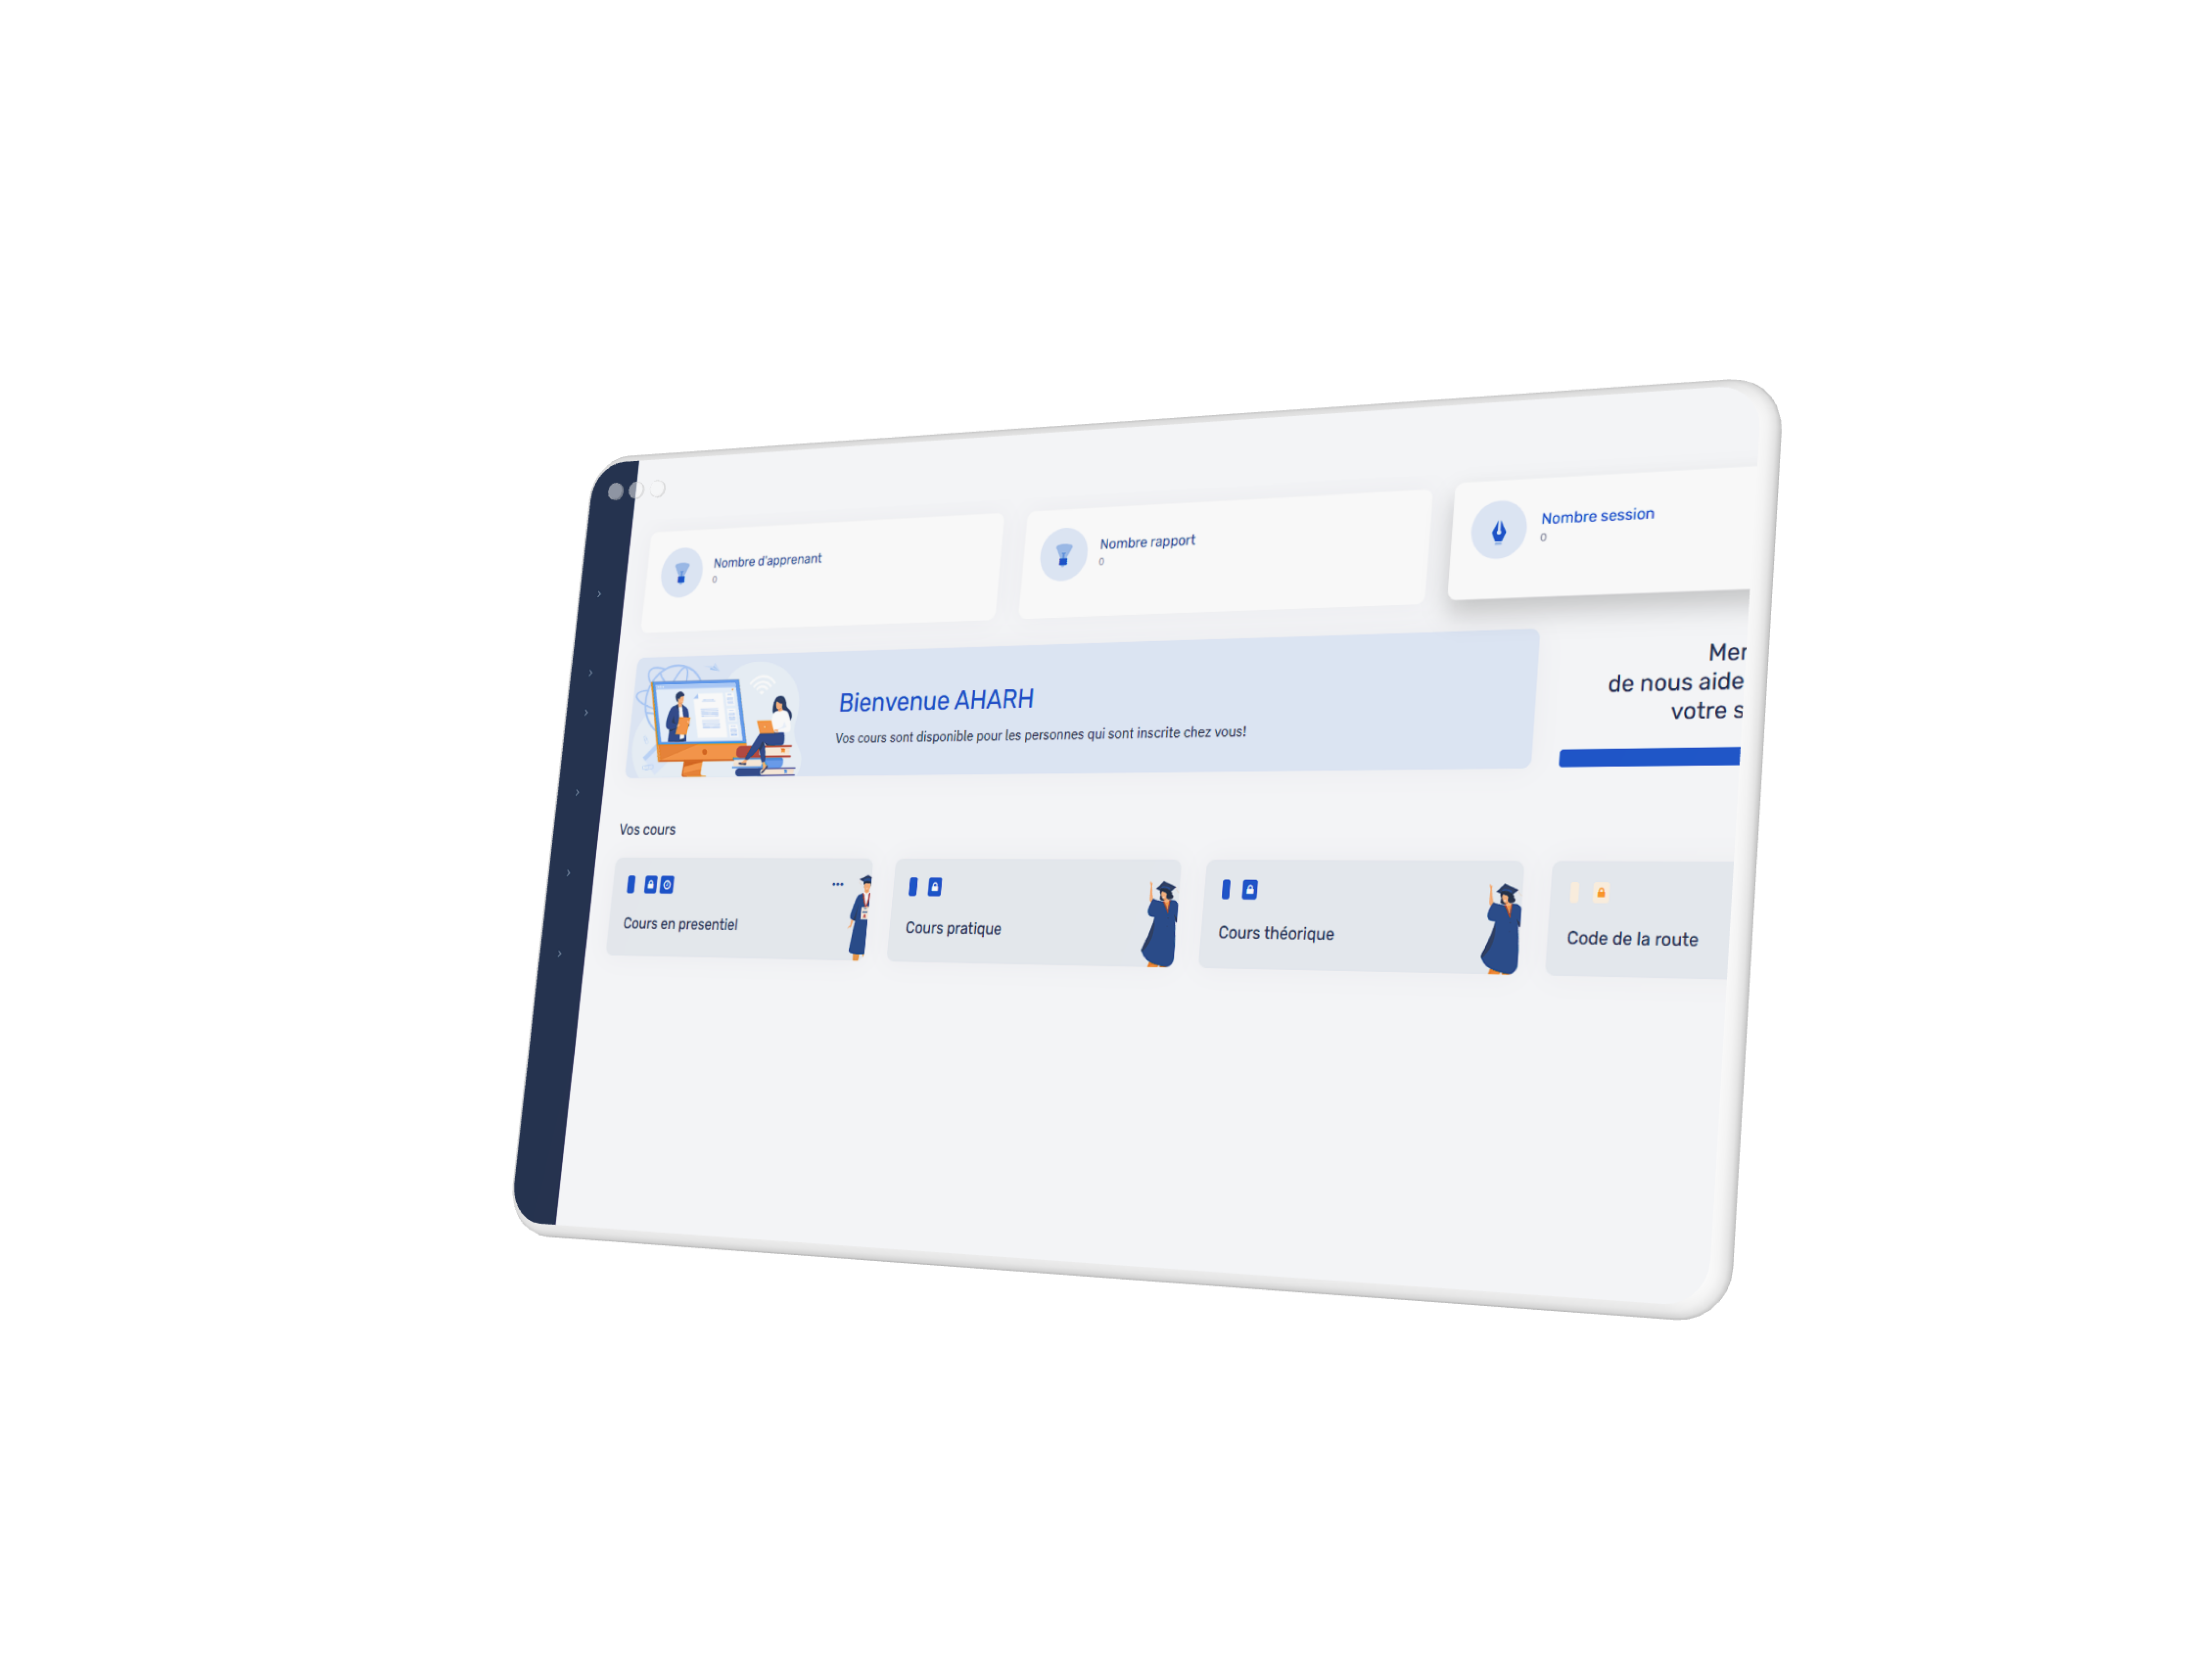 Nombre d'apprenant
0
Nombre rapport
0
Nombre session
0
Bienvenue AHARH
Vos cours sont disponible pour les personnes qui sont inscrite chez vous!
Mer
de nous aide
votre s
Vos cours
Cours en presentiel
Cours pratique
Cours théorique
Code de la route